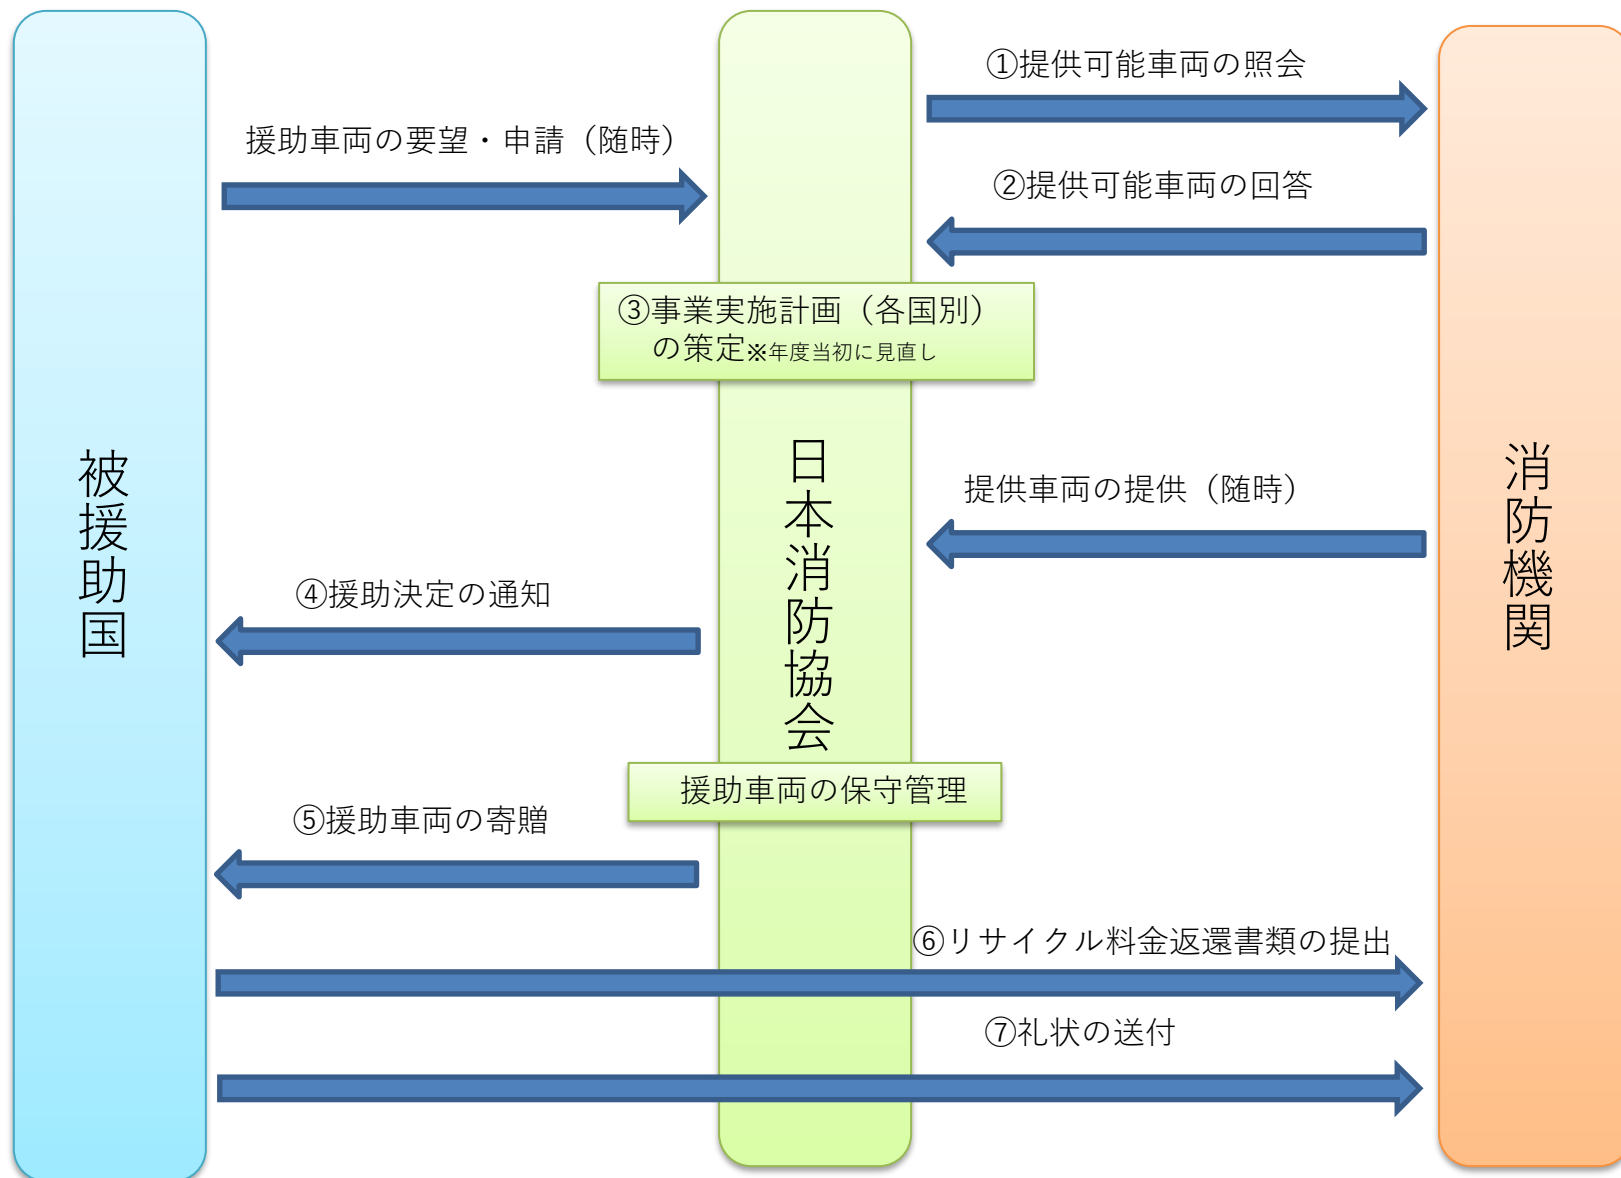 ①提供可能車両の照会
援助車両の要望・申請（随時）
②提供可能車両の回答
③事業実施計画（各国別）
の策定※年度当初に見直し
被援助国
日本消防協会
消防機関
提供車両の提供（随時）
④援助決定の通知
援助車両の保守管理
⑤援助車両の寄贈
⑥リサイクル料金返還書類の提出
⑦礼状の送付